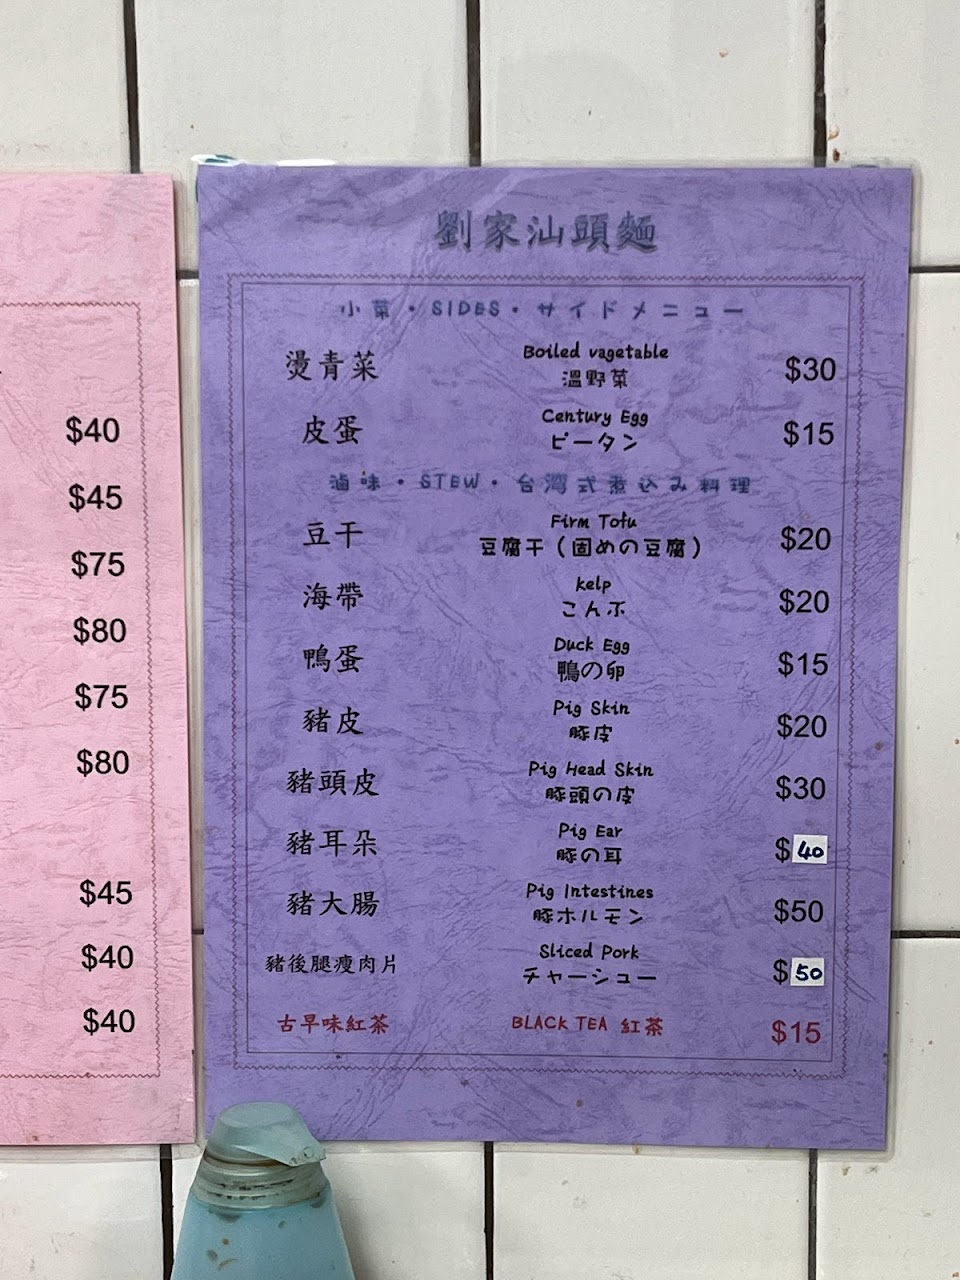 $40
$45
$75
$80
$75
$80
$45
$40
$40
劉家汕頭麵
小菜・SIDES・サイドメニュー
燙青菜 Boiled vagetable $30
温野菜
皮蛋 Century Egg $15
ピータン
滷味・STEW・台湾式煮込み料理
豆干 Firm Tofu $20
豆腐干(固めの豆腐)
海帶 kelp $20
こんぶ
鴨蛋 Duck Egg $15
鴨の卵
豬皮 Pig Skin $20
豚皮
豬頭皮 Pig Head Skin $30
豚頭の皮
豬耳朵 Pig Ear $40
豚の耳
豬大腸 Pig Intestines $50
豚ホルモン
豬後腿瘦肉片 Sliced Pork $50
チャーシュー
古早味紅茶 BLACK TEA 紅茶 $15